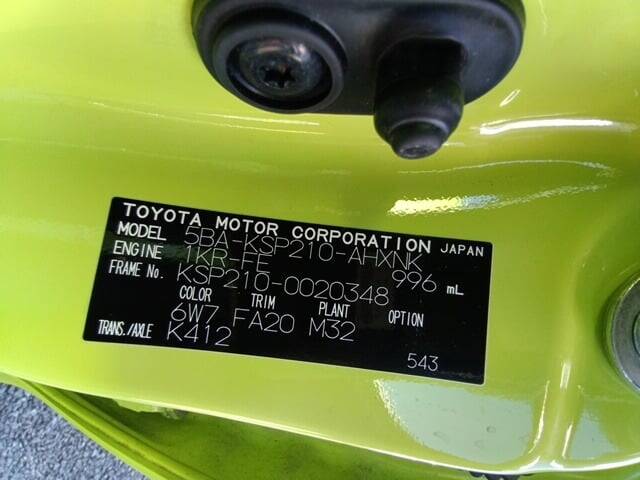 TOYOTA MOTOR CORPORATION JAPAN
MODEL 5BA-KSP210-AHXNK
ENGINE 1KR-FE 996 mL
FRAME No. KSP210-0020348
COLOR TRIM PLANT OPTION
6W7 FA20 M32
TRANS./AXLE K412
543